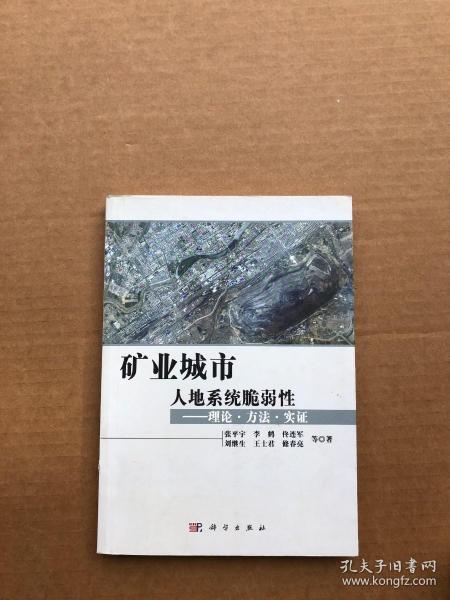 矿业城市
人地系统脆弱性
——理论·方法·实证
张平宇 李鹤 佟连军
刘继生 王士君 修春亮 等◎著
科学出版社
孔夫子旧书网
www.kongfz.com